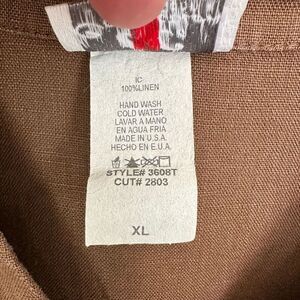 IC
100%LINEN
HAND WASH
COLD WATER
LAVAR A MANO
EN AGUA FRIA
MADE IN U.S.A.
HECHO EN E.U.A.
STYLE# 3608T
CUT# 2803
XL